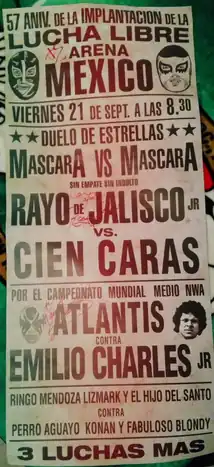 57 ANIV. DE LA IMPLANTACION DE LA
LUCHA LIBRE
ARENA
MEXICO
VIERNES 21 DE SEPT. A LAS 8.30
DUELO DE ESTRELLAS
MASCARA VS MASCARA
SIN EMPATE SIN INDULTO
RAYO DE JALISCO JR
VS.
CIEN CARAS
POR EL CAMPEONATO MUNDIAL MEDIO NWA
ATLANTIS
CONTRA
EMILIO CHARLES JR
RINGO MENDOZA LIZMARK Y EL HIJO DEL SANTO
CONTRA
PERRO AGUAYO KONAN Y FABULOSO BLONDY
3 LUCHAS MAS